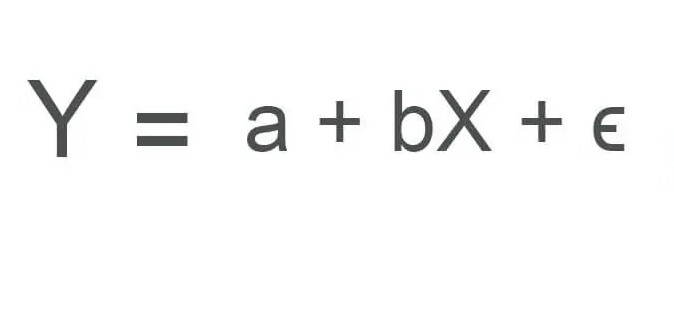 Y = a + bX + ϵ